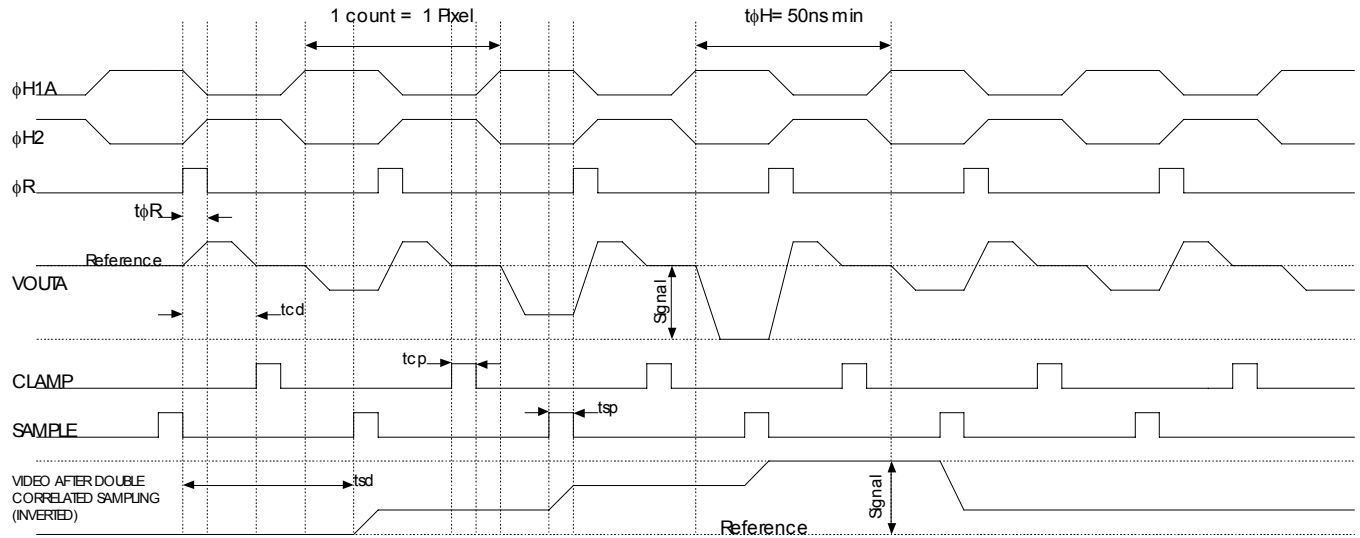 1 count = 1 Pixel
tϕH= 50ns min
ϕH1A
ϕH2
ϕR
tϕR
Reference
VOUTA
Signal
tcd
tcp
CLAMP
tsp
SAMPLE
tsd
VIDEO AFTER DOUBLE
CORRELATED SAMPLING
(INVERTED)
Signal
Reference